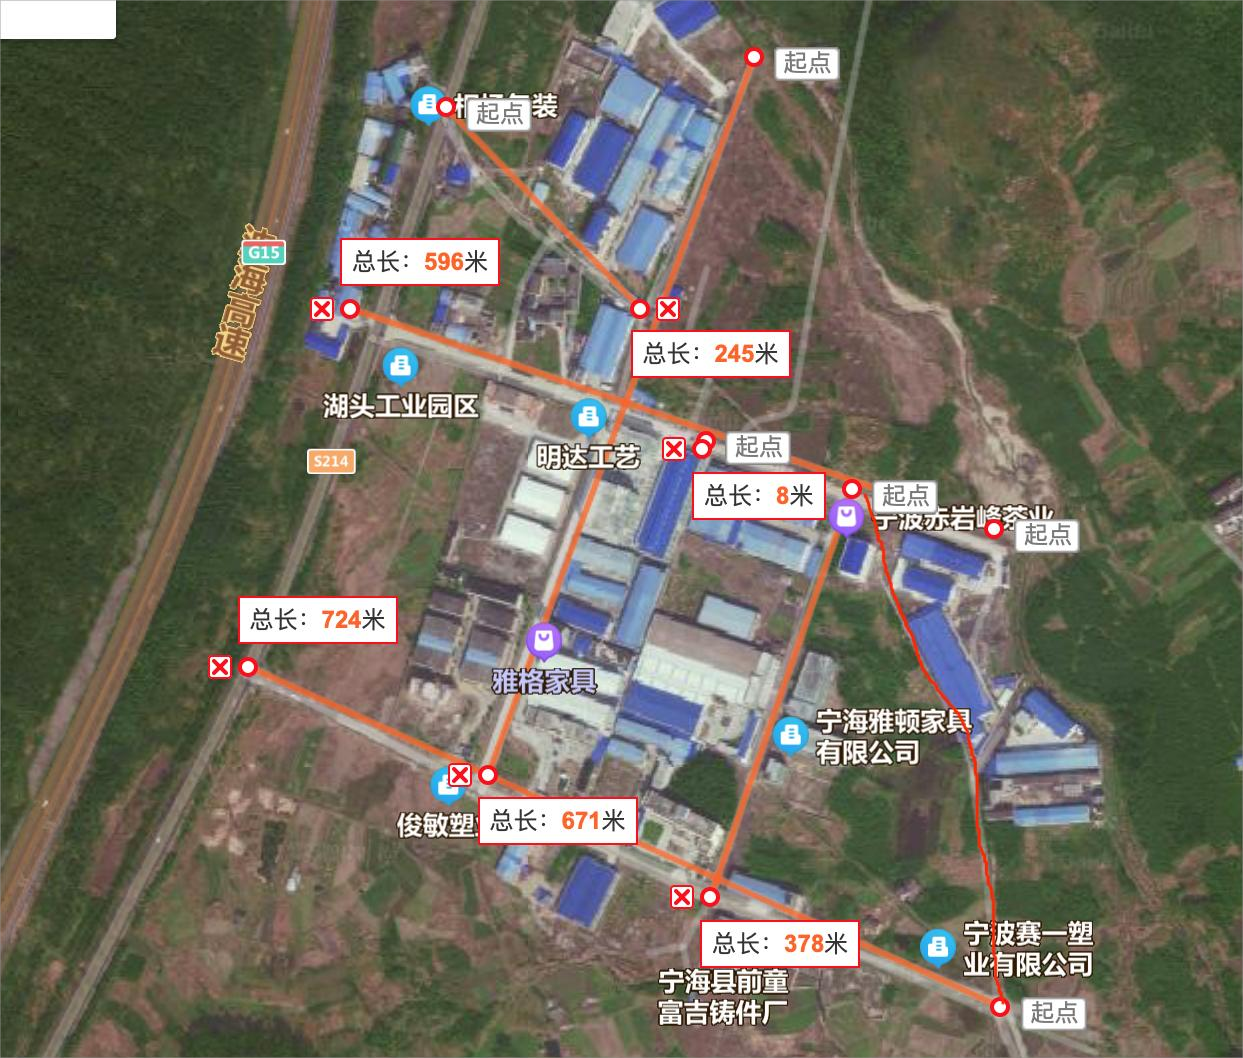 起点
起点
G15
总长：596米
总长：245米
湖头工业园区
明达工艺
起点
S214
总长：8米
起点
宁波赤岩峰茶业
起点
总长：724米
雅格家具
宁海雅顿家具
有限公司
总长：671米
俊敏塑
总长：378米
宁波赛一塑
业有限公司
宁海县前童
富吉铸件厂
起点